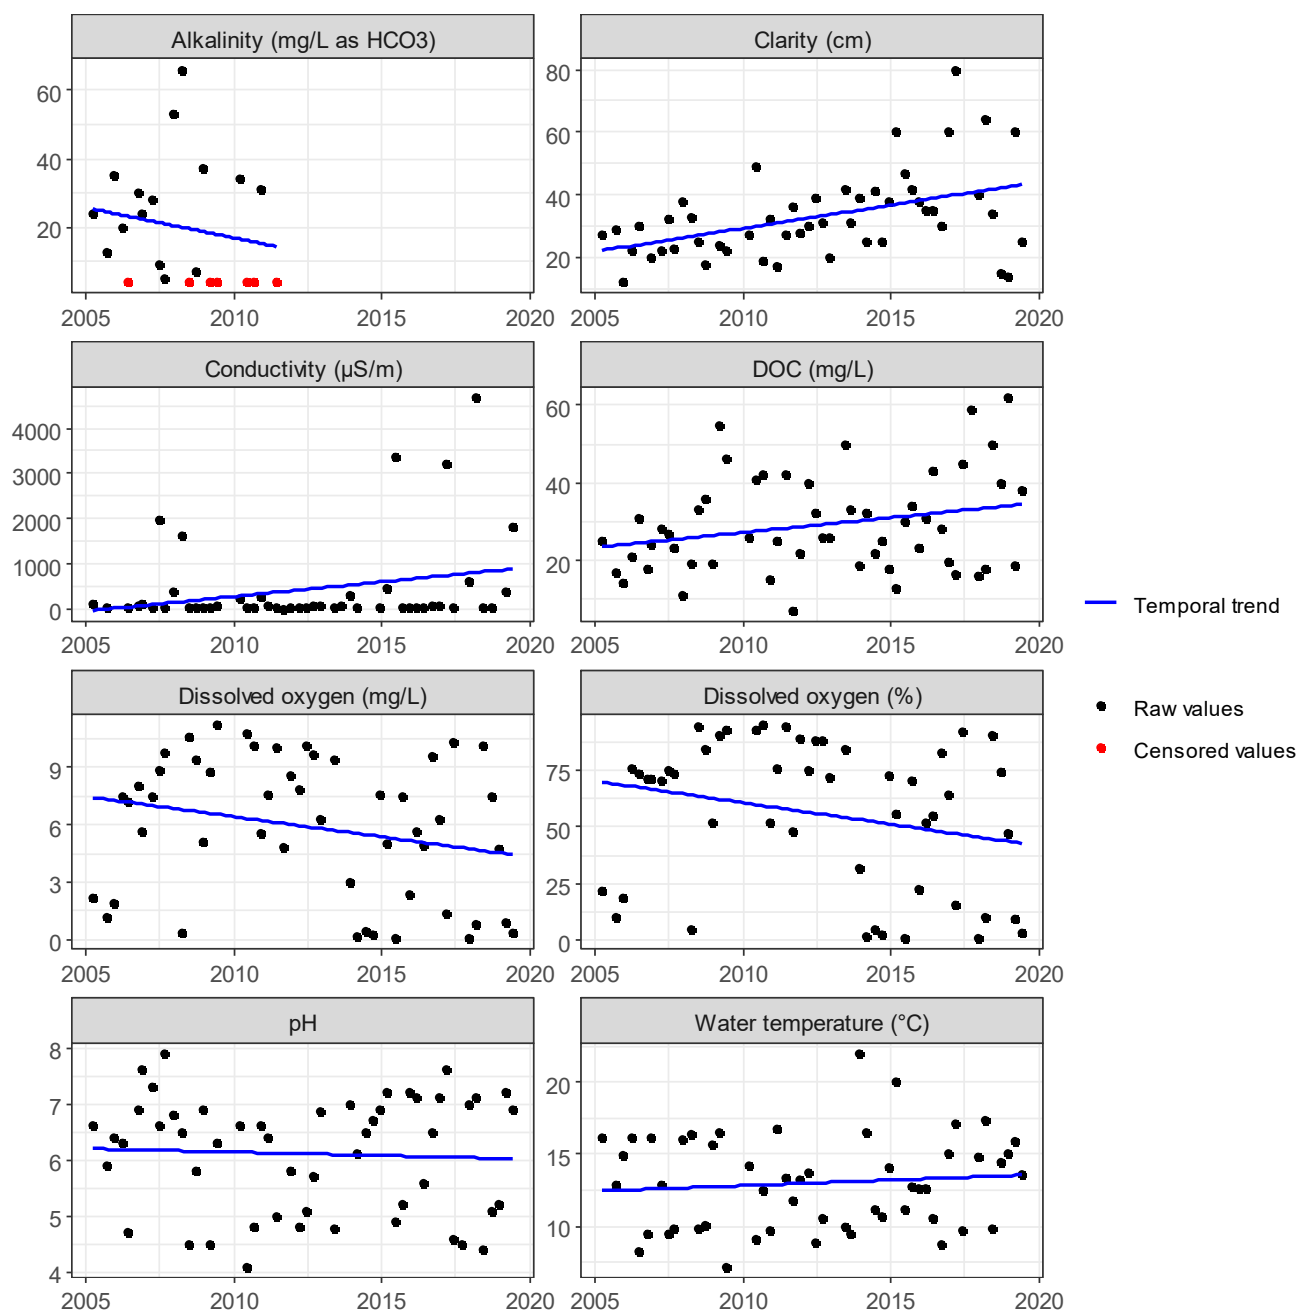 Alkalinity (mg/L as HCO3)
Clarity (cm)
60
40
20
80
60
40
20
2005 2010 2015 2020
2005 2010 2015 2020
Conductivity (µS/m)
DOC (mg/L)
4000
3000
2000
1000
0
60
40
20
2005 2010 2015 2020
2005 2010 2015 2020
Temporal trend
Raw values
Censored values
Dissolved oxygen (mg/L)
Dissolved oxygen (%)
9
6
3
0
75
50
25
0
2005 2010 2015 2020
2005 2010 2015 2020
pH
Water temperature (°C)
8
7
6
5
4
20
15
10
2005 2010 2015 2020
2005 2010 2015 2020